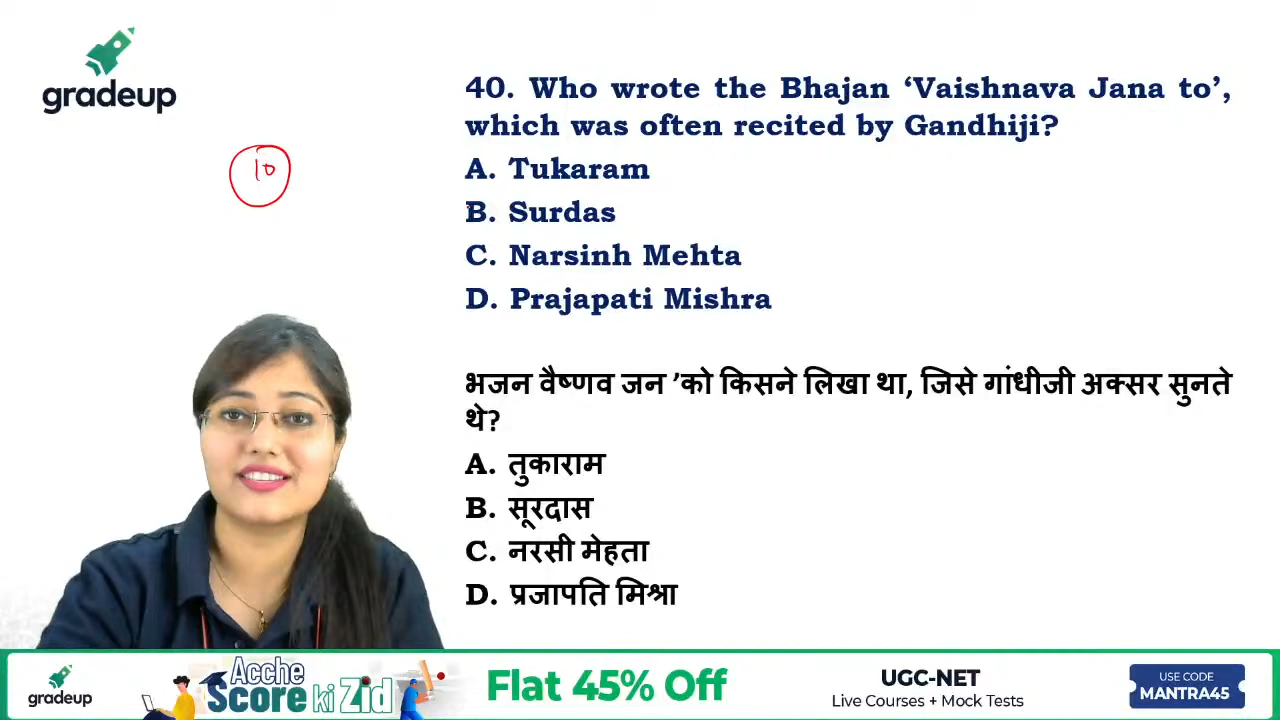 gradeup
10
40. Who wrote the Bhajan ‘Vaishnava Jana to’,
which was often recited by Gandhiji?
A. Tukaram
B. Surdas
C. Narsinh Mehta
D. Prajapati Mishra
भजन वैष्णव जन ’को किसने लिखा था, जिसे गांधीजी अक्सर सुनते
थे?
A. तुकाराम
B. सूरदास
C. नरसी मेहता
D. प्रजापति मिश्रा
gradeup
Acche
Score ki Zid
Flat 45% Off
UGC-NET
Live Courses + Mock Tests
USE CODE
MANTRA45